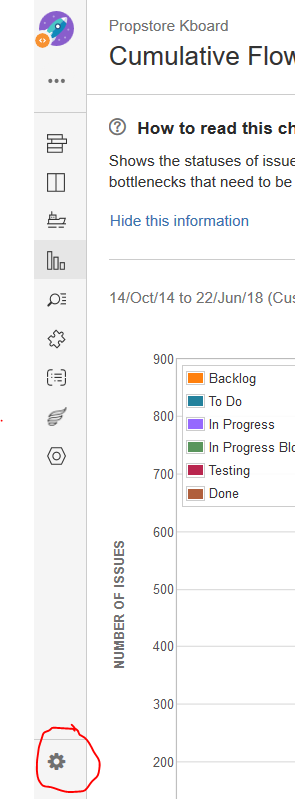 Propstore Kboard
Cumulative Flow
How to read this ch
Shows the statuses of issue
bottlenecks that need to be
Hide this information
14/Oct/14 to 22/Jun/18 (Cus
900
Backlog
To Do
800
In Progress
In Progress Blo
700
Testing
Done
600
500
400
300
200
NUMBER OF ISSUES